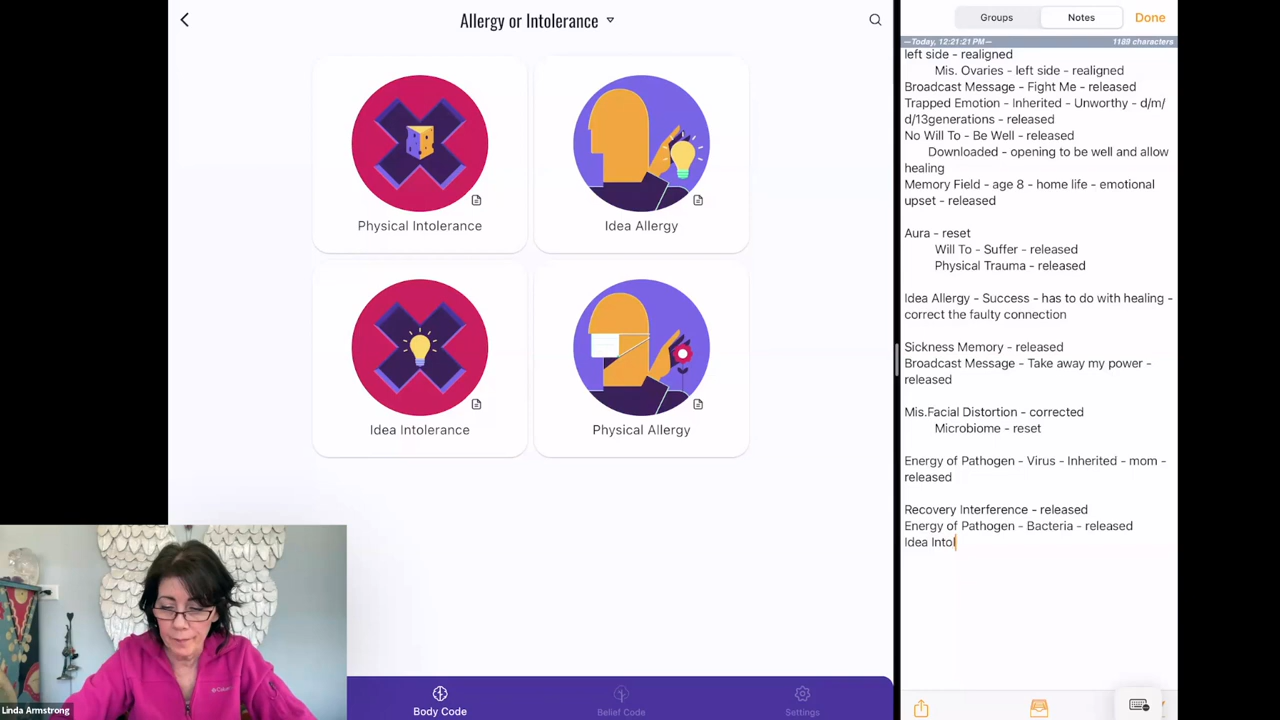 Allergy or Intolerance
Physical Intolerance
Idea Allergy
Idea Intolerance
Physical Allergy
Body Code
Belief Code
Settings
Linda Armstrong
Groups
Notes
Done
—Today, 12:21:21 PM—
1189 characters
left side - realigned
Mis. Ovaries - left side - realigned
Broadcast Message - Fight Me - released
Trapped Emotion - Inherited - Unworthy - d/m/
d/13generations - released
No Will To - Be Well - released
Downloaded - opening to be well and allow
healing
Memory Field - age 8 - home life - emotional
upset - released
Aura - reset
Will To - Suffer - released
Physical Trauma - released
Idea Allergy - Success - has to do with healing -
correct the faulty connection
Sickness Memory - released
Broadcast Message - Take away my power -
released
Mis.Facial Distortion - corrected
Microbiome - reset
Energy of Pathogen - Virus - Inherited - mom -
released
Recovery Interference - released
Energy of Pathogen - Bacteria - released
Idea Intol